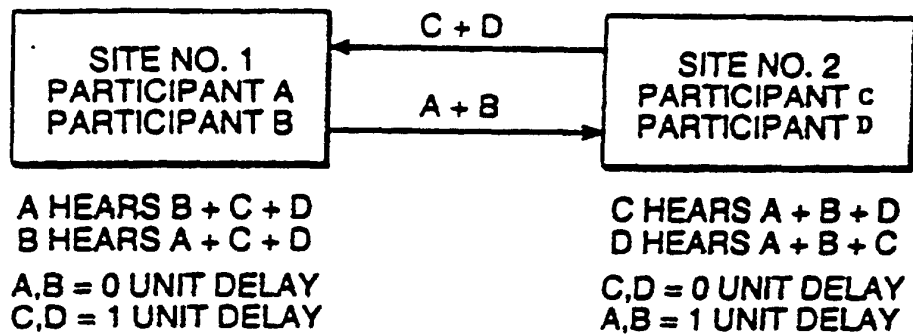 C + D
SITE NO. 1
PARTICIPANT A
PARTICIPANT B
A + B
SITE NO. 2
PARTICIPANT C
PARTICIPANT D
A HEARS B + C + D
B HEARS A + C + D
A,B = 0 UNIT DELAY
C,D = 1 UNIT DELAY
C HEARS A + B + D
D HEARS A + B + C
C,D = 0 UNIT DELAY
A,B = 1 UNIT DELAY